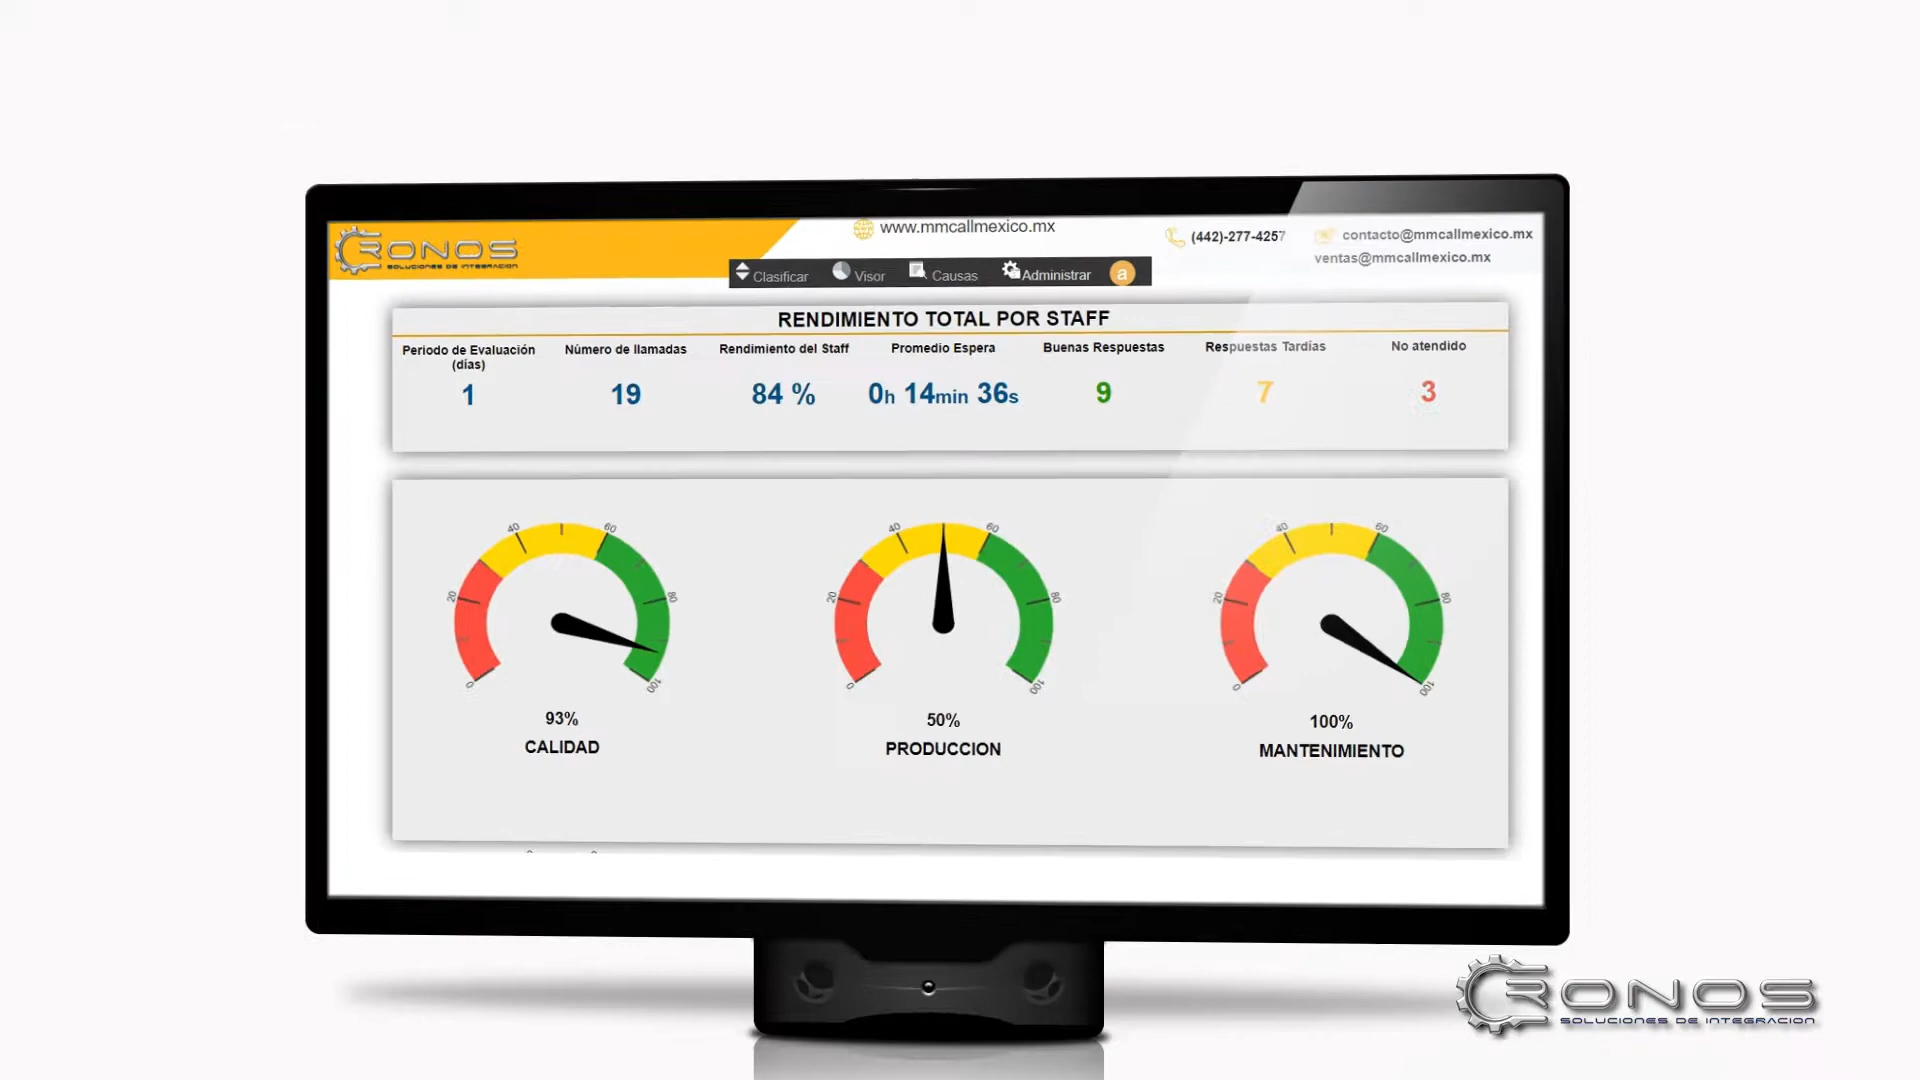 CRONOS
SOLUCIONES DE INTEGRACION
www.mmcallmexico.mx
(442)-277-4257
contacto@mmcallmexico.mx
ventas@mmcallmexico.mx
Clasificar Visor Causas Administrar a
RENDIMIENTO TOTAL POR STAFF
Periodo de Evaluación (días) Número de llamadas Rendimiento del Staff Promedio Espera Buenas Respuestas Respuestas Tardías No atendido
1 19 84 % 0h 14min 36s 9 7 3
0 20 40 60 80 100
0 20 40 60 80 100
0 20 40 60 80 100
93% 50% 100%
CALIDAD PRODUCCION MANTENIMIENTO
CRONOS
SOLUCIONES DE INTEGRACION